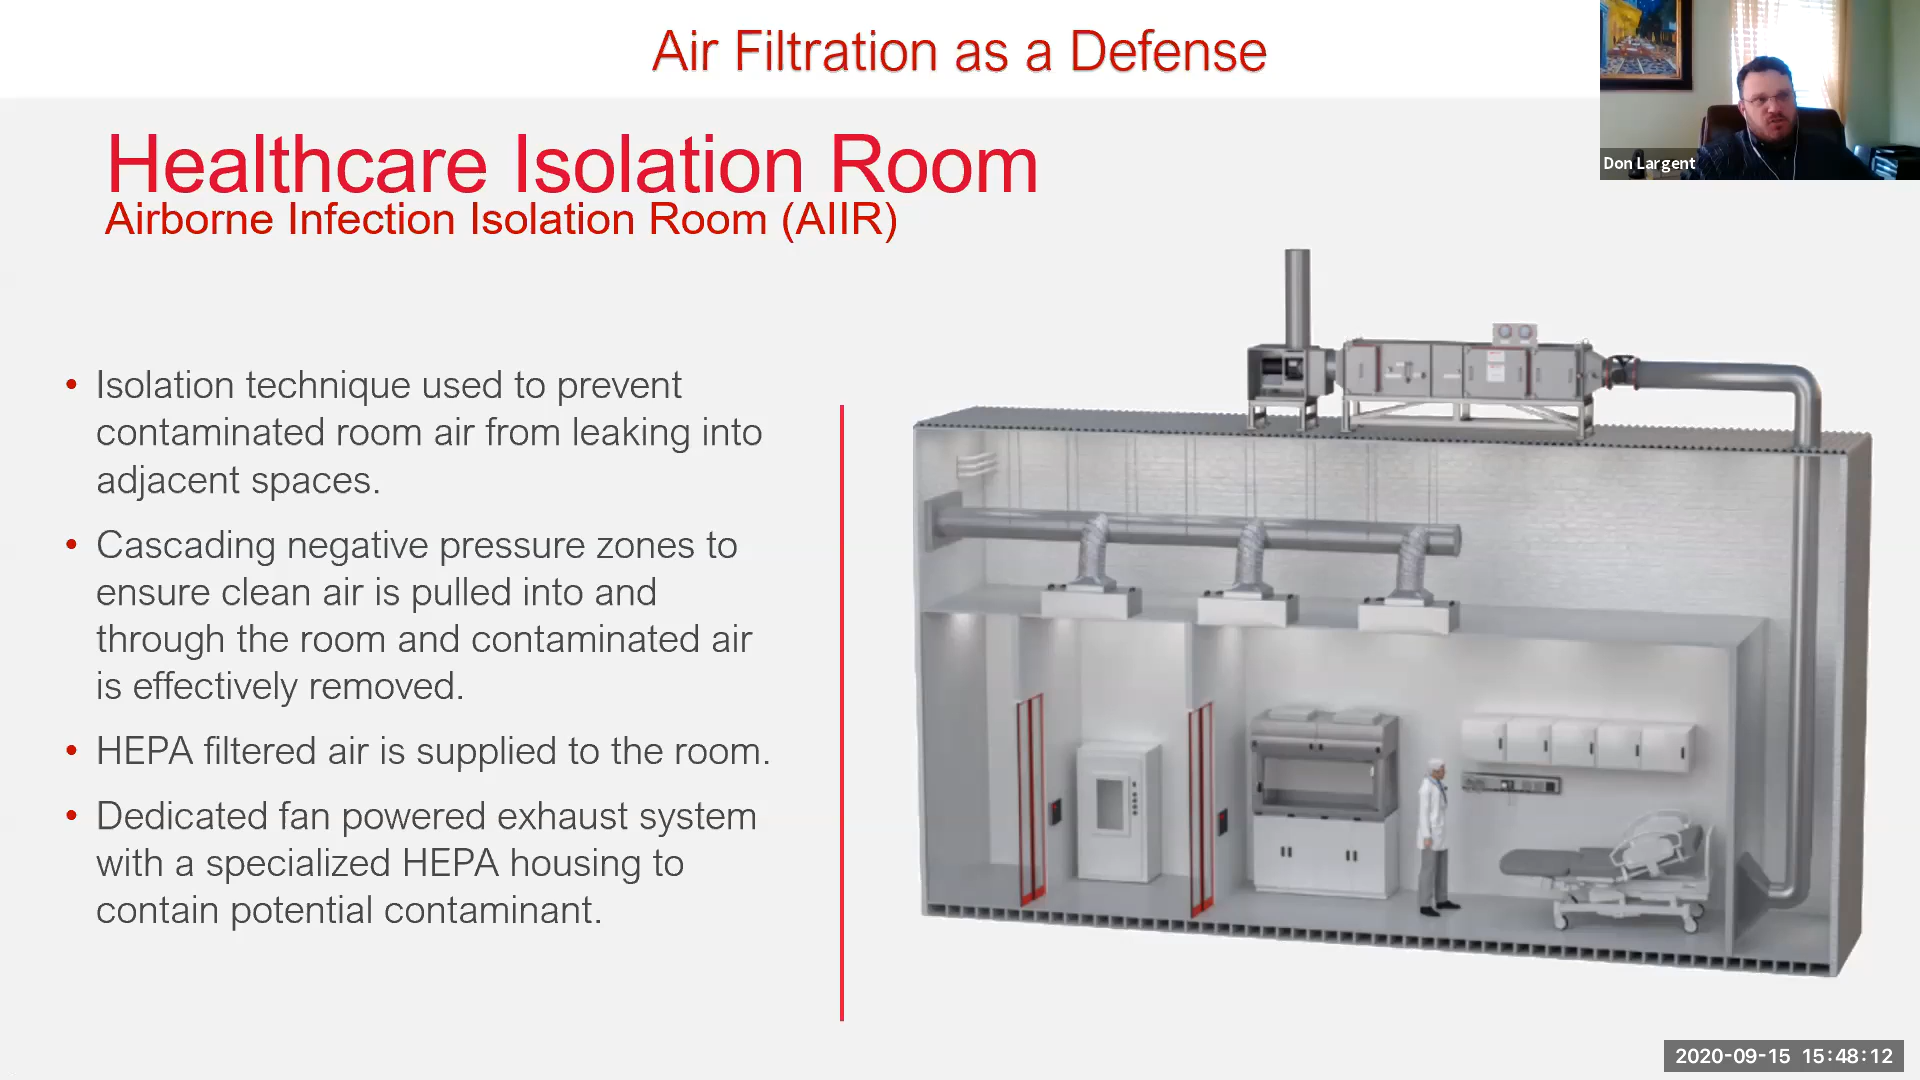 Air Filtration as a Defense
Don Largent
Healthcare Isolation Room
Airborne Infection Isolation Room (AIIR)
• Isolation technique used to prevent
contaminated room air from leaking into
adjacent spaces.
• Cascading negative pressure zones to
ensure clean air is pulled into and
through the room and contaminated air
is effectively removed.
• HEPA filtered air is supplied to the room.
• Dedicated fan powered exhaust system
with a specialized HEPA housing to
contain potential contaminant.
2020-09-15 15:48:12